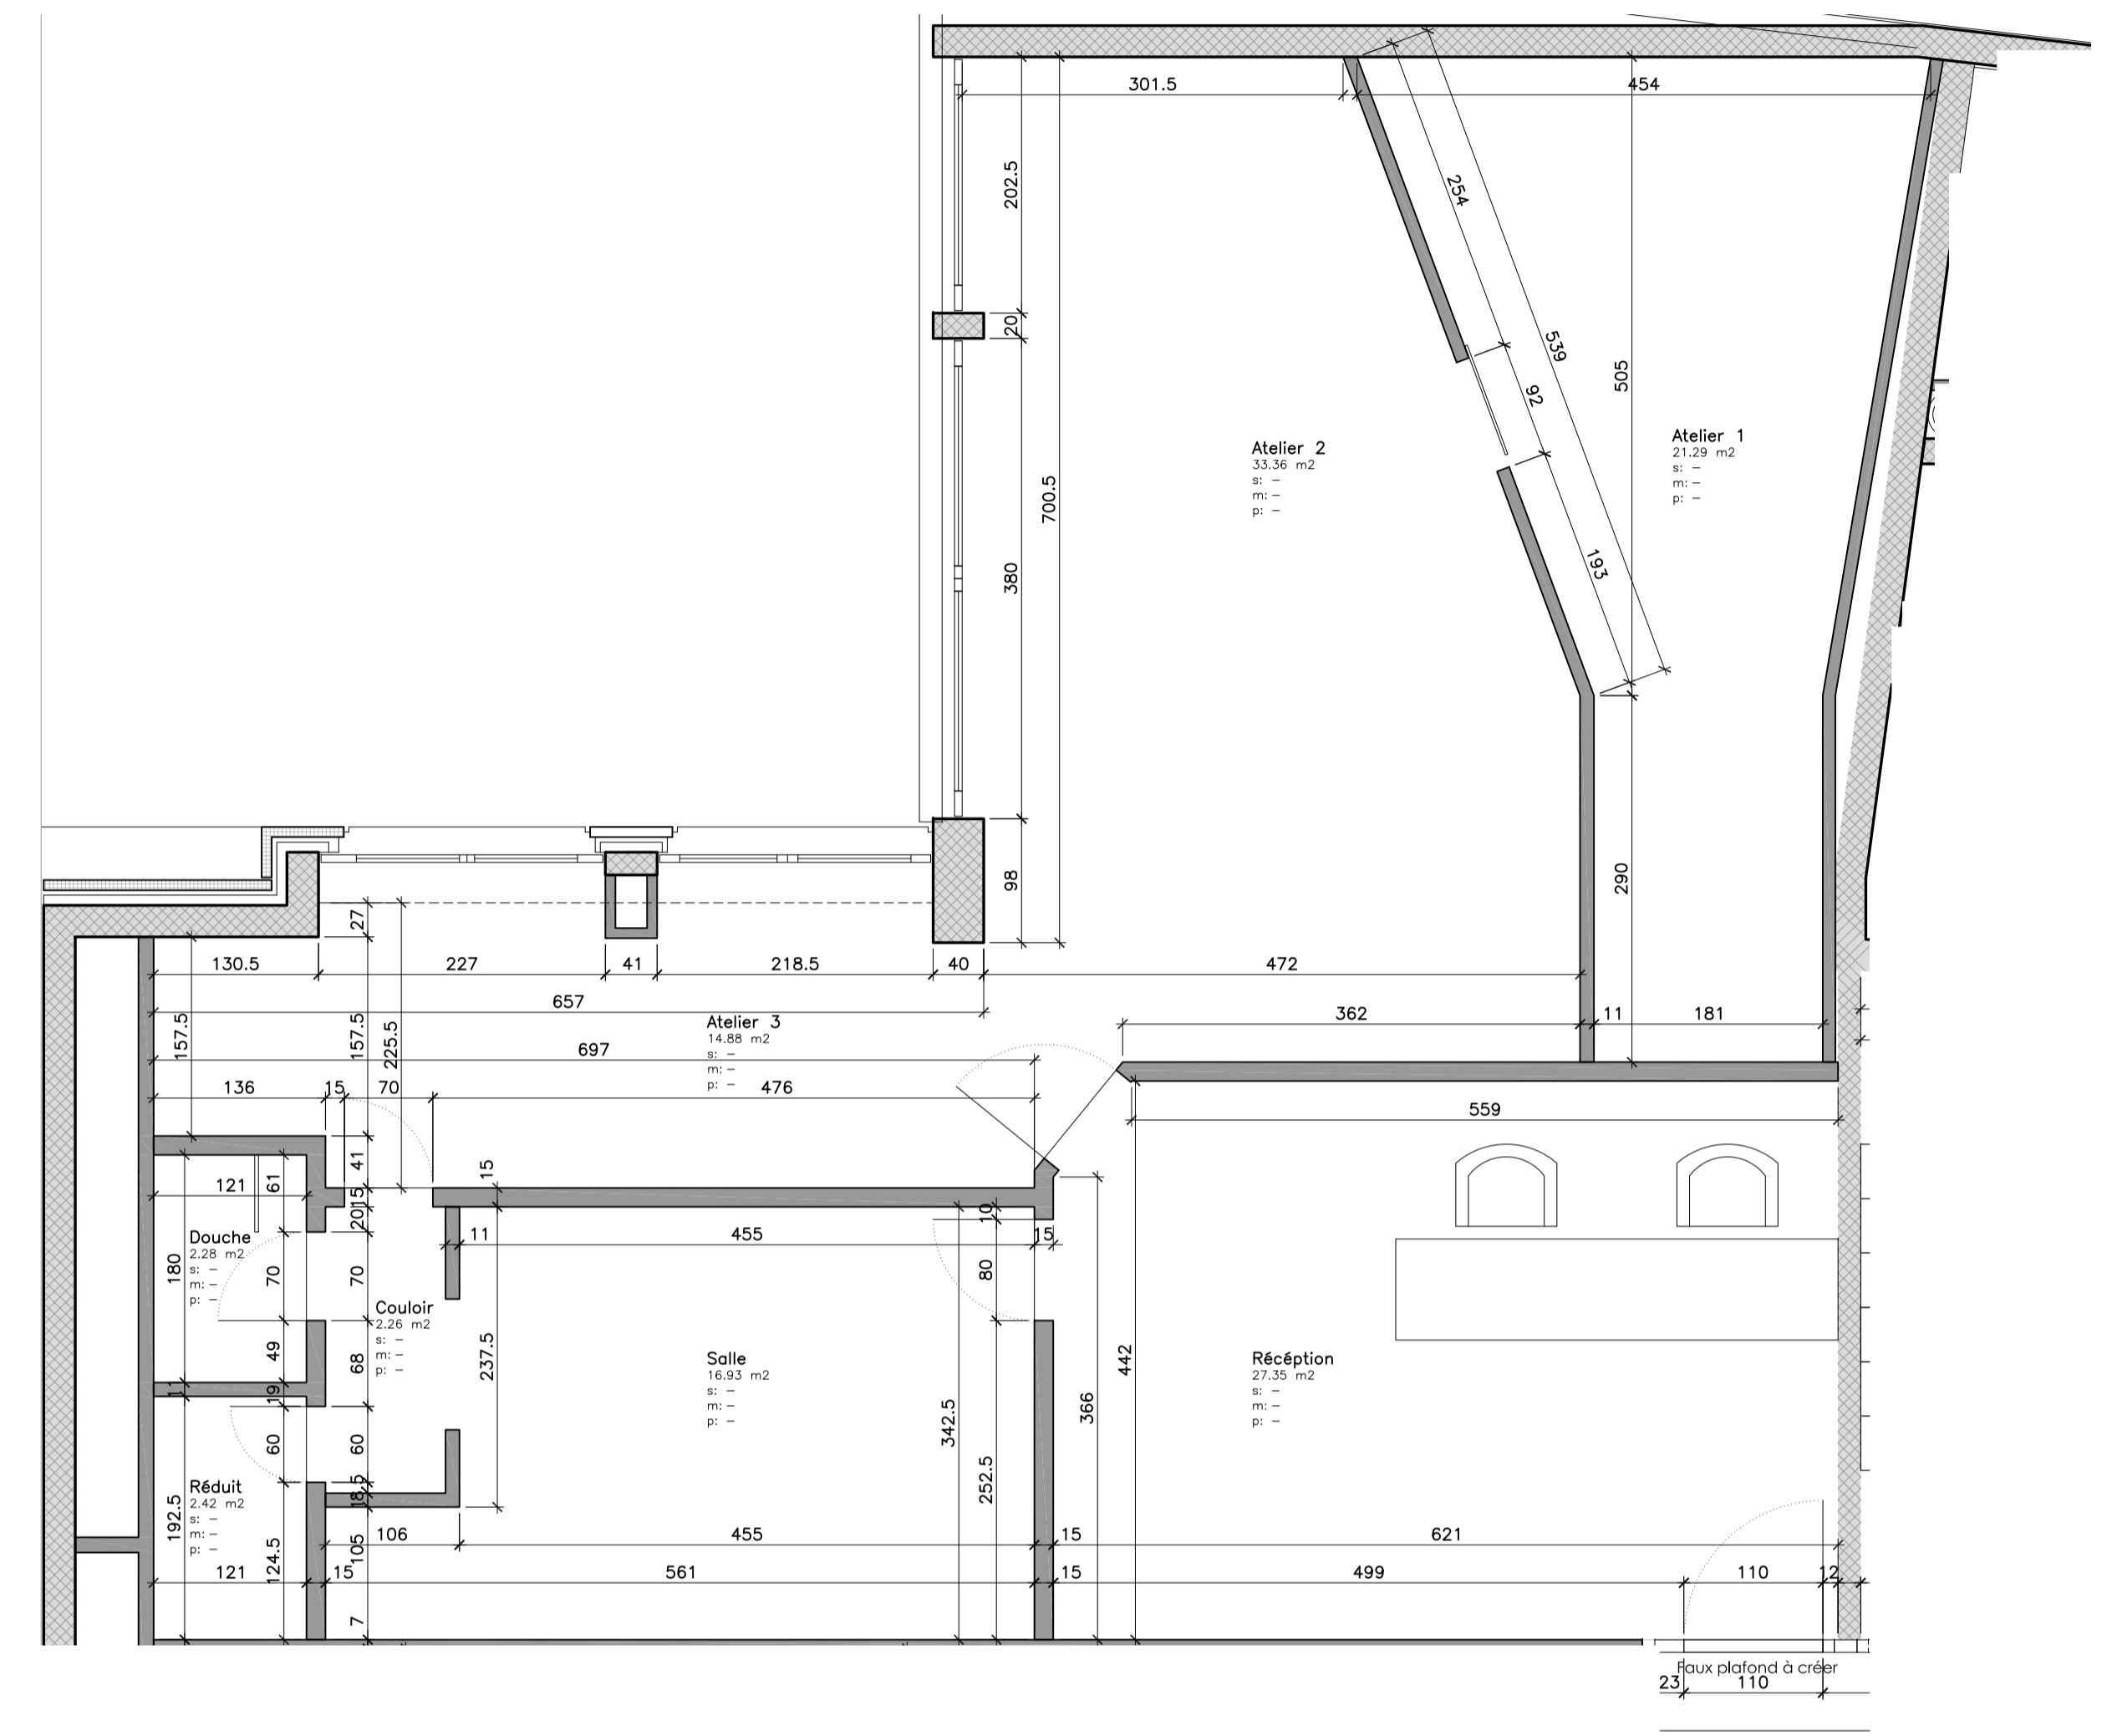 301.5
454
202.5
254
20
539
505
92
700.5
380
193
Atelier 2
33.36 m2
s: –
m: –
p: –
Atelier 1
21.29 m2
s: –
m: –
p: –
98
290
27
130.5
227
41
218.5
40
472
657
157.5
157.5
225.5
Atelier 3
14.88 m2
s: –
m: –
p: –
697
362
11
181
136
15
70
476
559
41
15
121
61
15
20
10
11
455
15
Douche
2.28 m2
s: –
m: –
p: –
180
70
70
80
Couloir
2.26 m2
s: –
m: –
p: –
49
68
237.5
Salle
16.93 m2
s: –
m: –
p: –
442
Récéption
27.35 m2
s: –
m: –
p: –
11
19
366
342.5
60
60
252.5
Réduit
2.42 m2
s: –
m: –
p: –
192.5
18.5
106
455
15
621
124.5
105
121
15
561
15
499
110
12
7
Faux plafond à créer
23
110